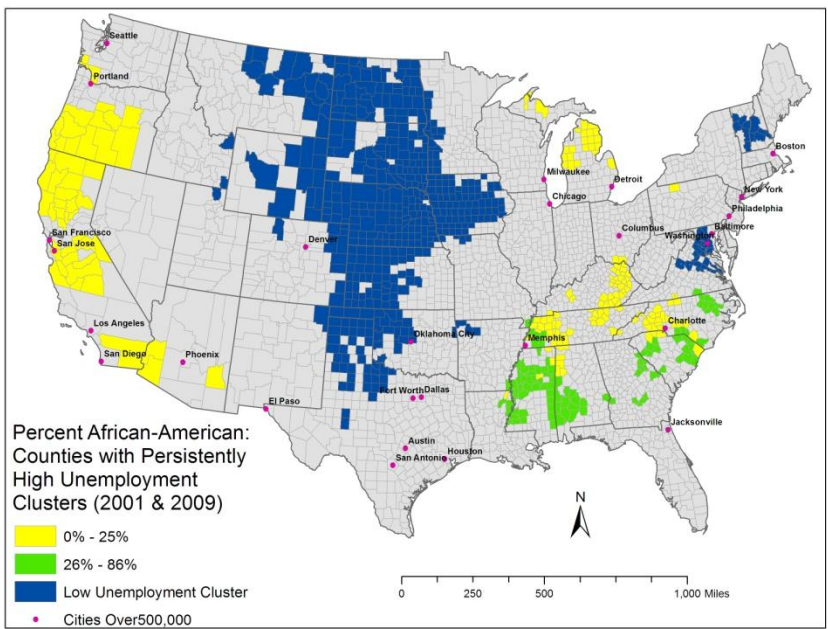 Seattle
Portland
Milwaukee
Detroit
Chicago
Boston
New York
Philadelphia
Columbus
Baltimore
Washington
San Francisco
San Jose
Denver
Los Angeles
San Diego
Phoenix
Oklahoma City
Memphis
Charlotte
El Paso
Fort Worth
Dallas
Jacksonville
Austin
Houston
San Antonio
Percent African-American:
Counties with Persistently
High Unemployment
Clusters (2001 & 2009)
0% - 25%
26% - 86%
Low Unemployment Cluster
Cities Over500,000
N
0 250 500 1,000 Miles